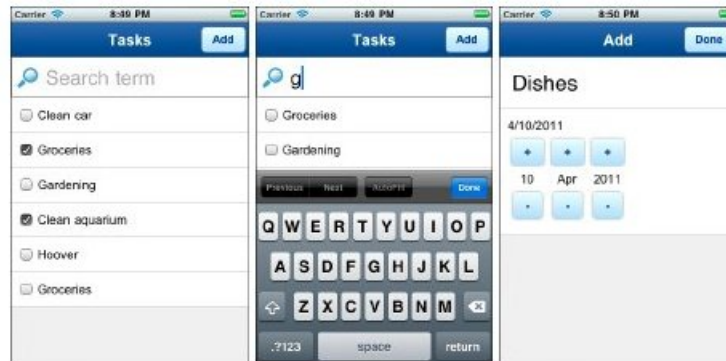 Carrier 8:49 PM
Tasks Add
Search term
Clean car
Groceries
Gardening
Clean aquarium
Hoover
Groceries
Carrier 8:49 PM
Tasks Add
g
Groceries
Gardening
Previous Next AutoFill Done
Q W E R T Y U I O P
A S D F G H J K L
Z X C V B N M
.?123 space return
Carrier 8:50 PM
Add Done
Dishes
4/10/2011
10 Apr 2011